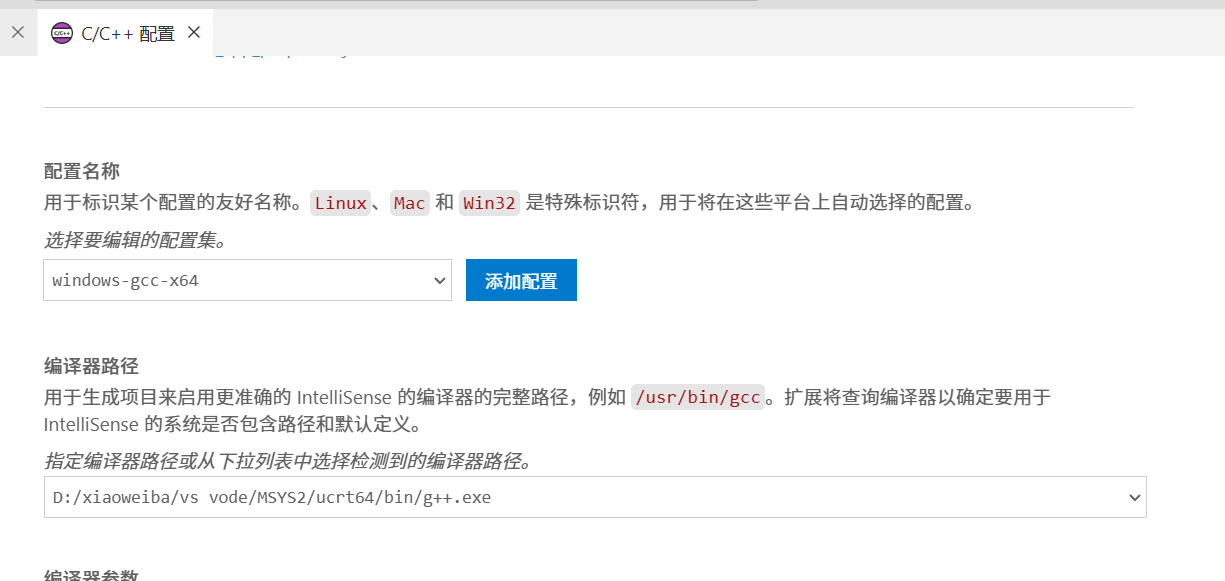 C/C++ 配置
配置名称
用于标识某个配置的友好名称。Linux、Mac 和 Win32 是特殊标识符，用于将在这些平台上自动选择的配置。
选择要编辑的配置集。
windows-gcc-x64
添加配置
编译器路径
用于生成项目来启用更准确的 IntelliSense 的编译器的完整路径，例如 /usr/bin/gcc。扩展将查询编译器以确定要用于
IntelliSense 的系统是否包含路径和默认定义。
指定编译器路径或从下拉列表中选择检测到的编译器路径。
D:/xiaoweiba/vs vode/MSYS2/ucrt64/bin/g++.exe
编译器参数